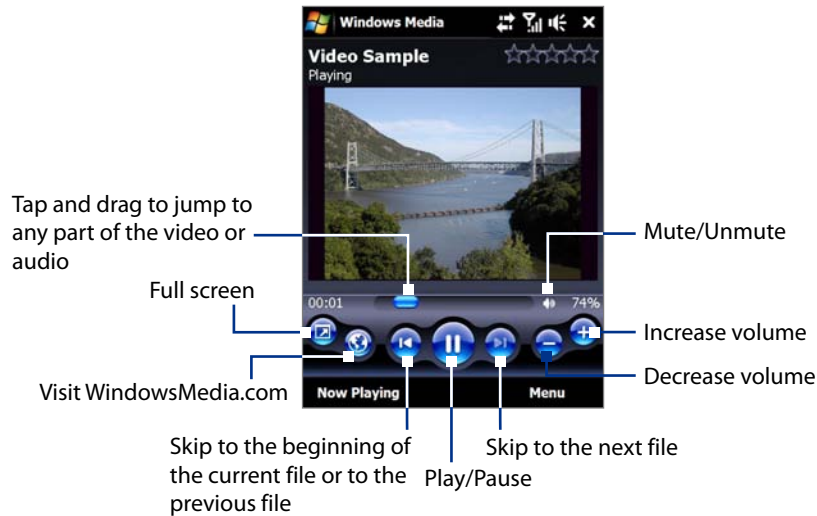 Windows Media
Video Sample
Playing
Tap and drag to jump to
any part of the video or
audio
Mute/Unmute
Full screen
00:01
74%
Increase volume
Decrease volume
Visit WindowsMedia.com
Now Playing
Menu
Skip to the beginning of
the current file or to the
previous file
Play/Pause
Skip to the next file